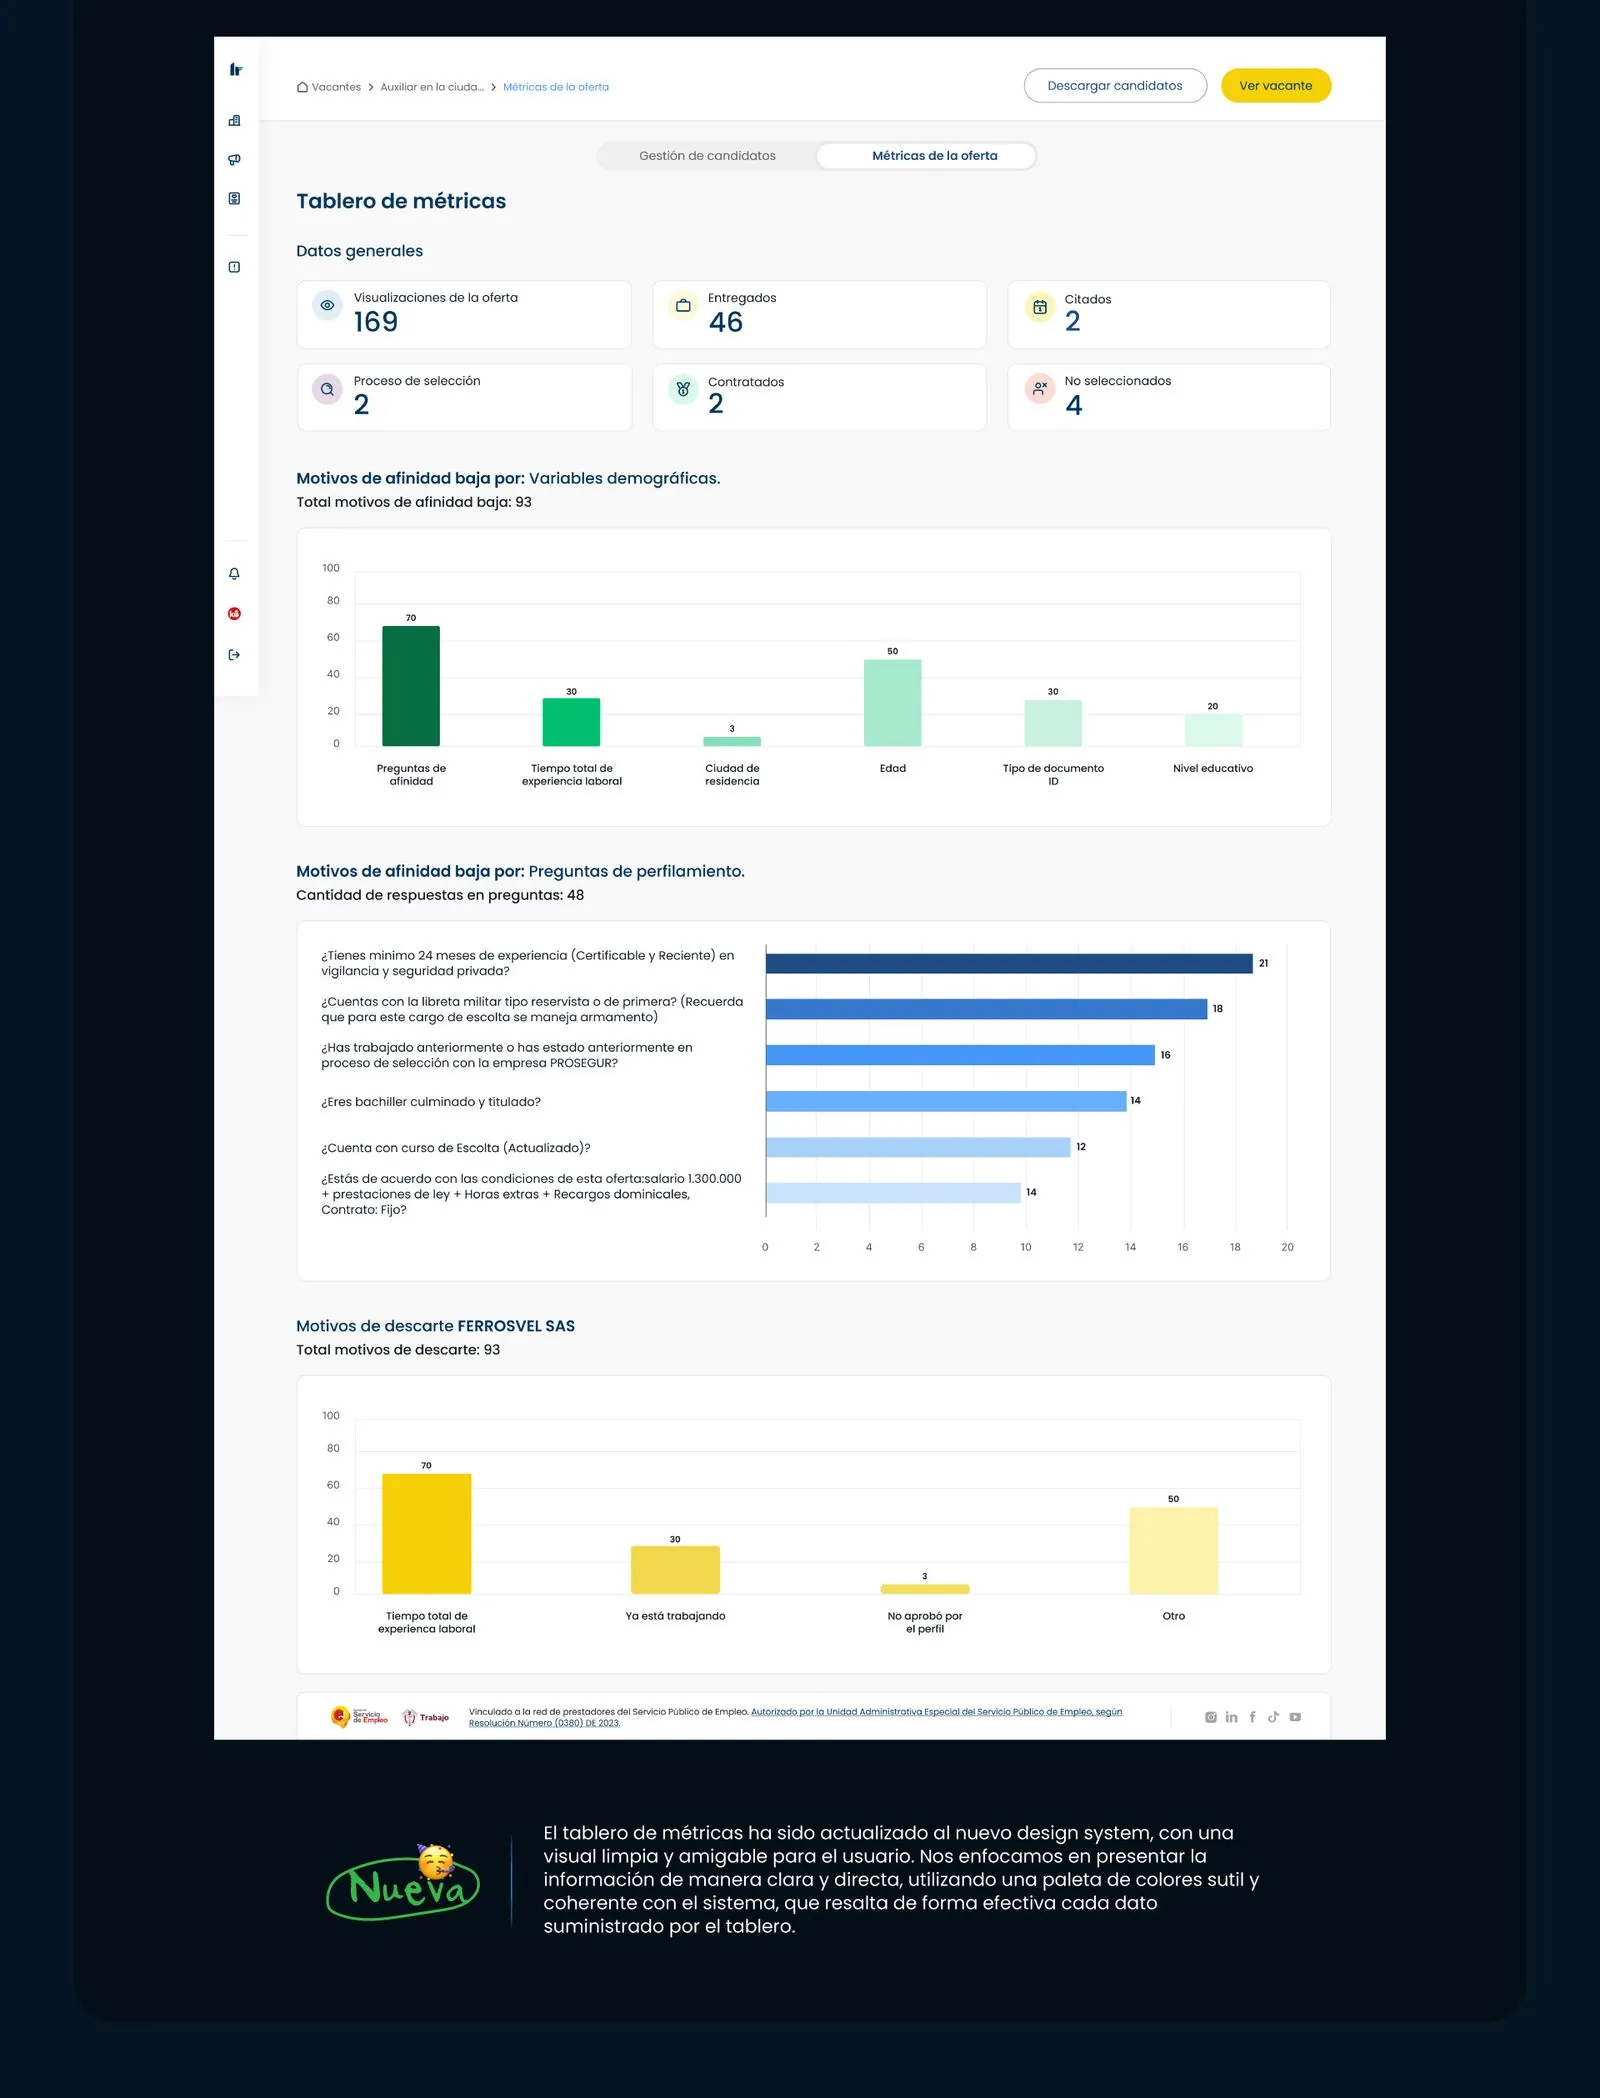 Vacantes > Auxiliar en la ciuda... > Métricas de la oferta
Descargar candidatos
Ver vacante
Gestión de candidatos
Métricas de la oferta
Tablero de métricas
Datos generales
Visualizaciones de la oferta
169
Entregados
46
Citados
2
Proceso de selección
2
Contratados
2
No seleccionados
4
Motivos de afinidad baja por: Variables demográficas.
Total motivos de afinidad baja: 93
100
80
60
40
20
0
70
30
3
50
30
20
Preguntas de
afinidad
Tiempo total de
experiencia laboral
Ciudad de
residencia
Edad
Tipo de documento
ID
Nivel educativo
Motivos de afinidad baja por: Preguntas de perfilamiento.
Cantidad de respuestas en preguntas: 48
¿Tienes minimo 24 meses de experiencia (Certificable y Reciente) en
vigilancia y seguridad privada?
21
¿Cuentas con la libreta militar tipo reservista o de primera? (Recuerda
que para este cargo de escolta se maneja armamento)
18
¿Has trabajado anteriormente o has estado anteriormente en
proceso de selección con la empresa PROSEGUR?
16
¿Eres bachiller culminado y titulado?
14
¿Cuenta con curso de Escolta (Actualizado)?
12
¿Estás de acuerdo con las condiciones de esta oferta:salario 1.300.000
+ prestaciones de ley + Horas extras + Recargos dominicales,
Contrato: Fijo?
14
0 2 4 6 8 10 12 14 16 18 20
Motivos de descarte FERROSVEL SAS
Total motivos de descarte: 93
100
80
60
40
20
0
70
30
3
50
Tiempo total de
experienca laboral
Ya está trabajando
No aprobó por
el perfil
Otro
Servicio
de Empleo
Trabajo
Vinculado a la red de prestadores del Servicio Público de Empleo. Autorizado por la Unidad Administrativa Especial del Servicio Público de Empleo, según
Resolución Número (0380) DE 2023.
Nueva
El tablero de métricas ha sido actualizado al nuevo design system, con una
visual limpia y amigable para el usuario. Nos enfocamos en presentar la
información de manera clara y directa, utilizando una paleta de colores sutil y
coherente con el sistema, que resalta de forma efectiva cada dato
suministrado por el tablero.